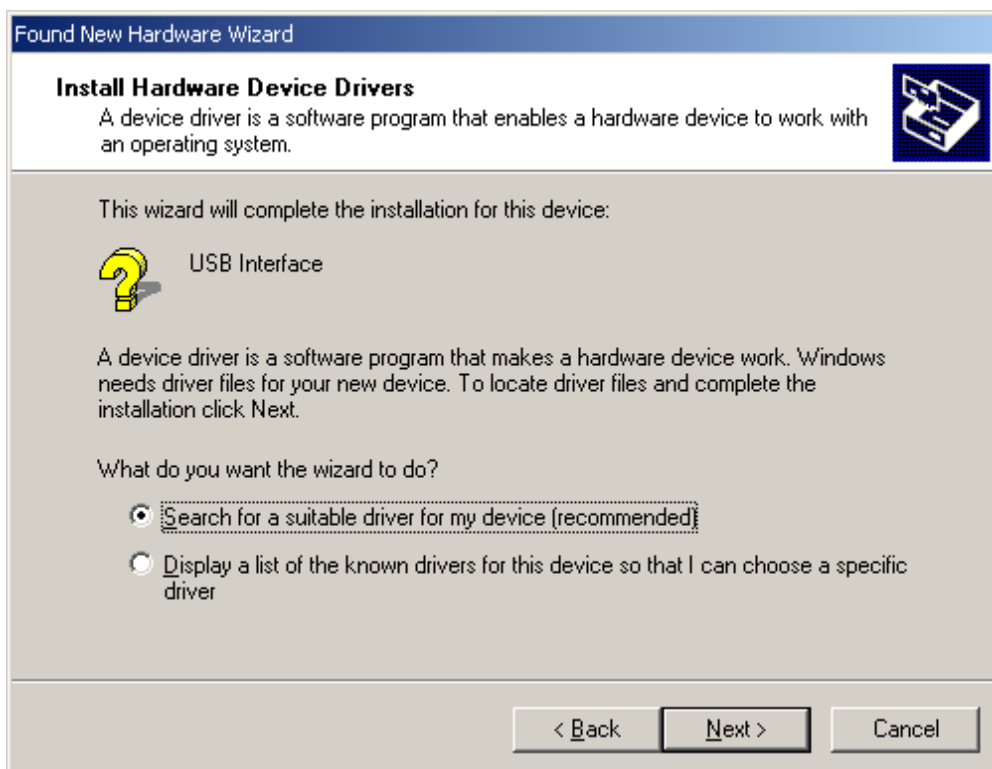 Found New Hardware Wizard
Install Hardware Device Drivers
A device driver is a software program that enables a hardware device to work with
an operating system.
This wizard will complete the installation for this device:
USB Interface
A device driver is a software program that makes a hardware device work. Windows
needs driver files for your new device. To locate driver files and complete the
installation click Next.
What do you want the wizard to do?
Search for a suitable driver for my device (recommended)
Display a list of the known drivers for this device so that I can choose a specific
driver
< Back Next > Cancel